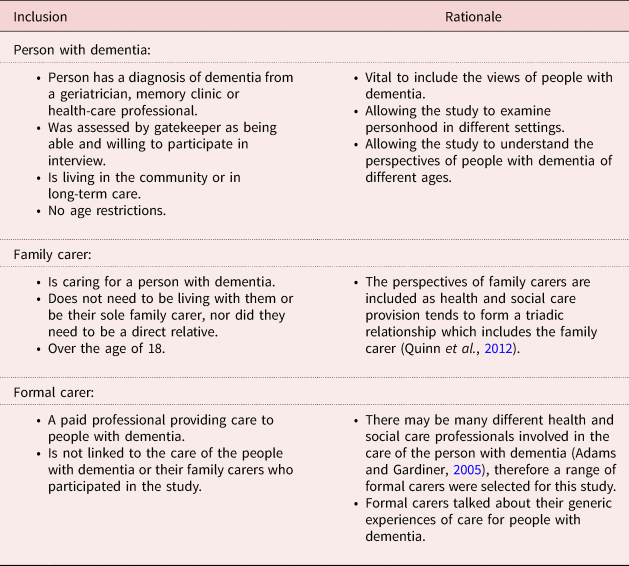 Inclusion
Rationale
Person with dementia:
• Person has a diagnosis of dementia from
a geriatrician, memory clinic or
health-care professional.
• Was assessed by gatekeeper as being
able and willing to participate in
interview.
• Is living in the community or in
long-term care.
• No age restrictions.
• Vital to include the views of people with
dementia.
• Allowing the study to examine
personhood in different settings.
• Allowing the study to understand the
perspectives of people with dementia of
different ages.
Family carer:
• Is caring for a person with dementia.
• Does not need to be living with them or
be their sole family carer, nor did they
need to be a direct relative.
• Over the age of 18.
• The perspectives of family carers are
included as health and social care
provision tends to form a triadic
relationship which includes the family
carer (Quinn et al., 2012).
Formal carer:
• A paid professional providing care to
people with dementia.
• Is not linked to the care of the people
with dementia or their family carers who
participated in the study.
• There may be many different health and
social care professionals involved in the
care of the person with dementia (Adams
and Gardiner, 2005), therefore a range of
formal carers were selected for this study.
• Formal carers talked about their generic
experiences of care for people with
dementia.